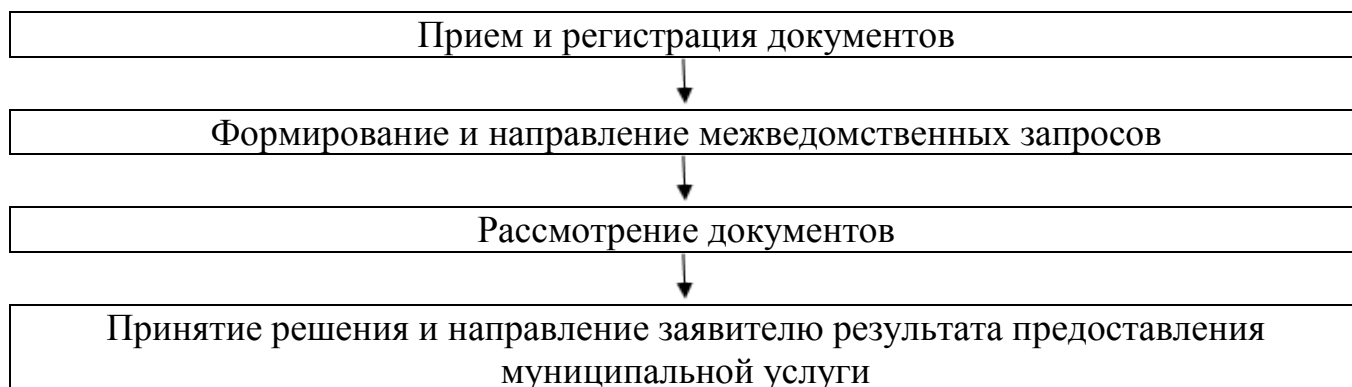 Прием и регистрация документов
Формирование и направление межведомственных запросов
Рассмотрение документов
Принятие решения и направление заявителю результата предоставления
муниципальной услуги